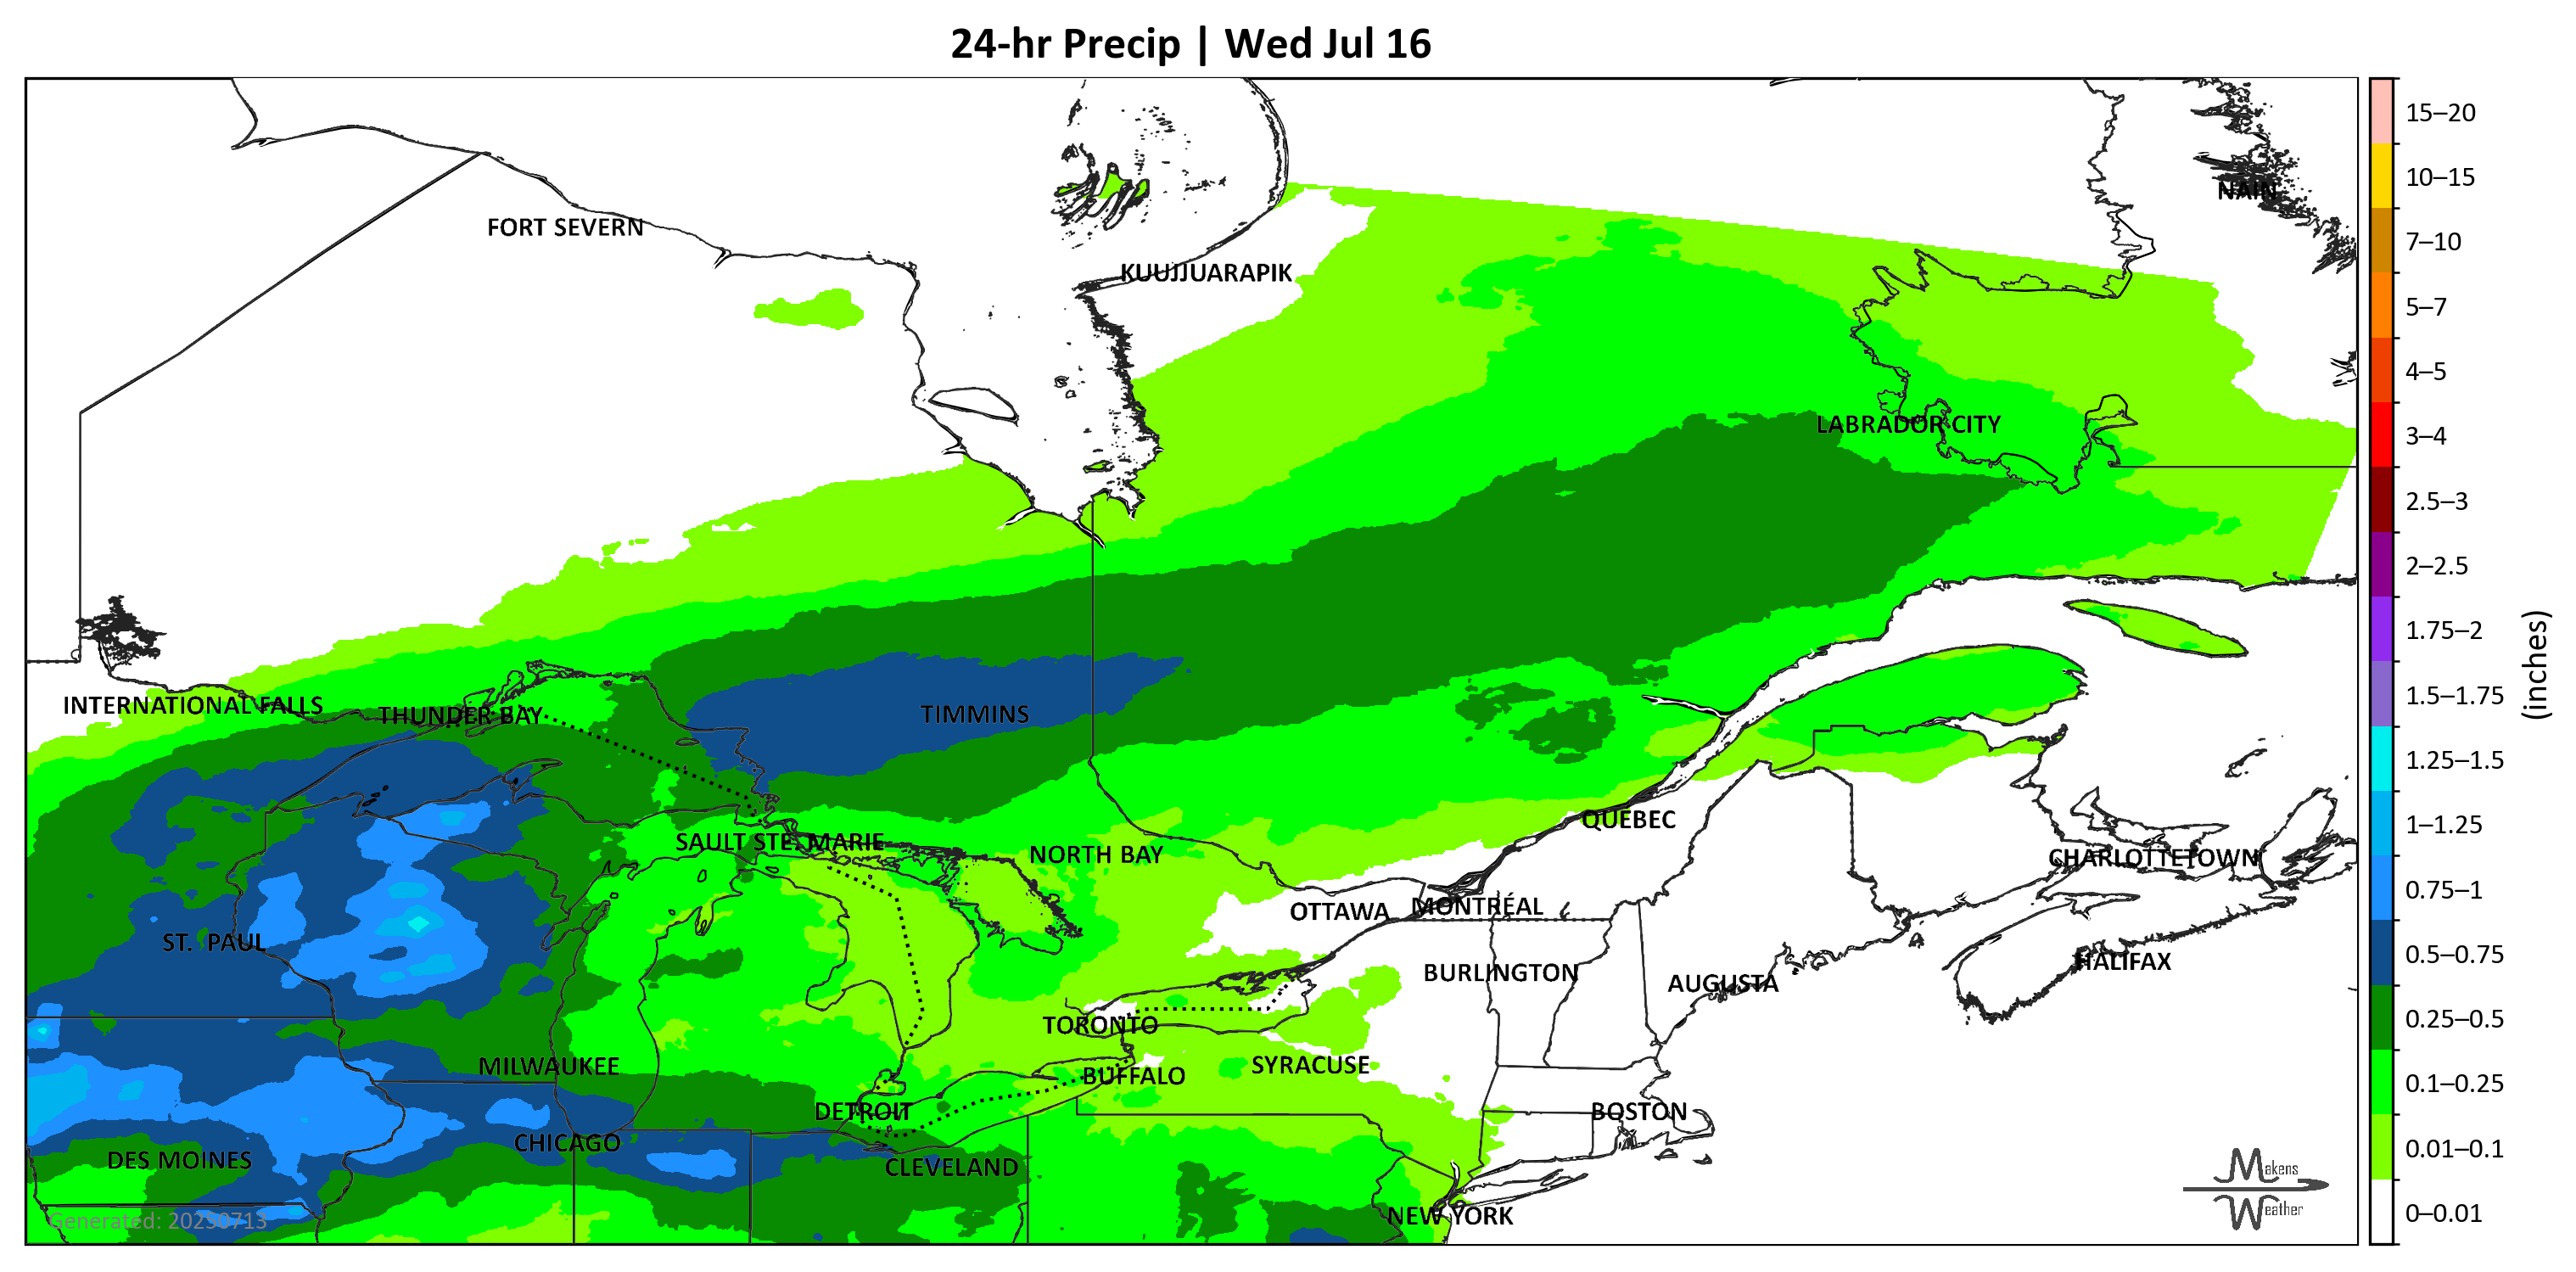 24-hr Precip | Wed Jul 16
15–20
10–15
NAIN
7–10
FORT SEVERN
KUUJJUARAPIK
5–7
4–5
LABRADOR CITY
3–4
2.5–3
2–2.5
1.75–2
(inches)
INTERNATIONAL FALLS
THUNDER BAY
TIMMINS
1.5–1.75
1.25–1.5
QUÉBEC
1–1.25
SAULT STE. MARIE
NORTH BAY
CHARLOTTETOWN
0.75–1
OTTAWA
MONTRÉAL
ST. PAUL
0.5–0.75
BURLINGTON
AUGUSTA
HALIFAX
TORONTO
0.25–0.5
MILWAUKEE
BUFFALO
SYRACUSE
0.1–0.25
DETROIT
BOSTON
CHICAGO
0.01–0.1
DES MOINES
CLEVELAND
Makens
Weather
Generated: 20250713
NEW YORK
0–0.01